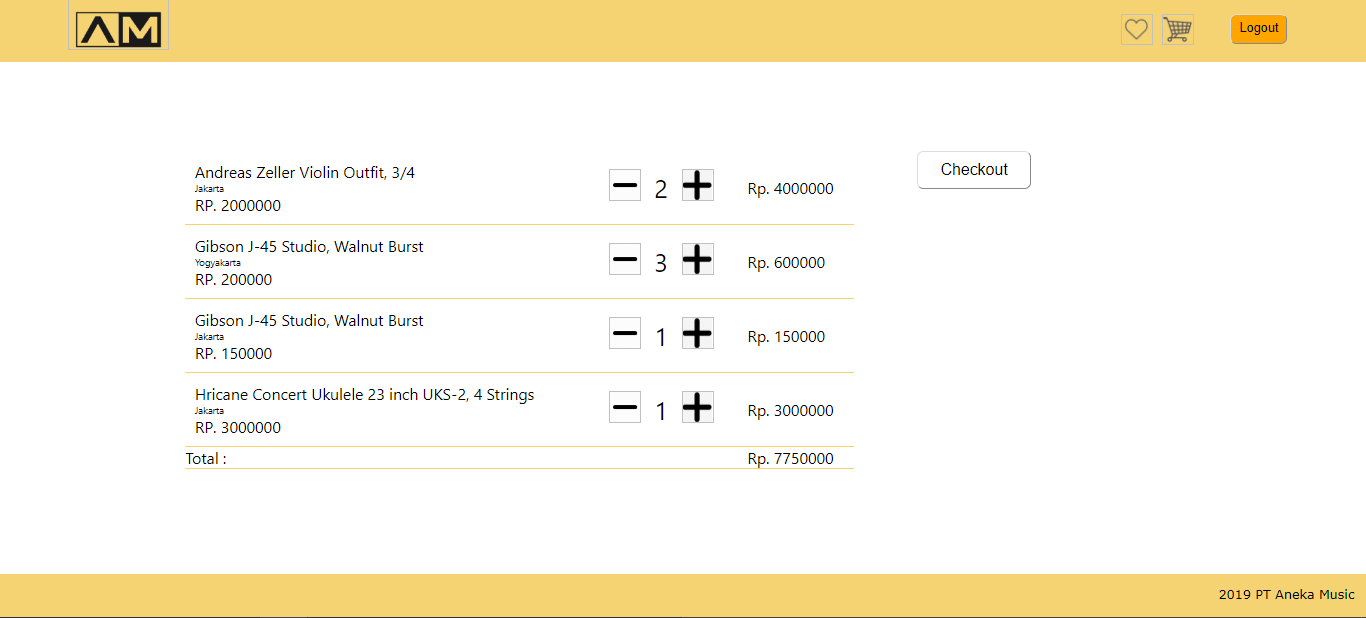 AM
Logout
Andreas Zeller Violin Outfit, 3/4
Jakarta
RP. 2000000
2
Rp. 4000000
Checkout
Gibson J-45 Studio, Walnut Burst
Yogyakarta
RP. 200000
3
Rp. 600000
Gibson J-45 Studio, Walnut Burst
Jakarta
RP. 150000
1
Rp. 150000
Hricane Concert Ukulele 23 inch UKS-2, 4 Strings
Jakarta
RP. 3000000
1
Rp. 3000000
Total : Rp. 7750000
2019 PT Aneka Music